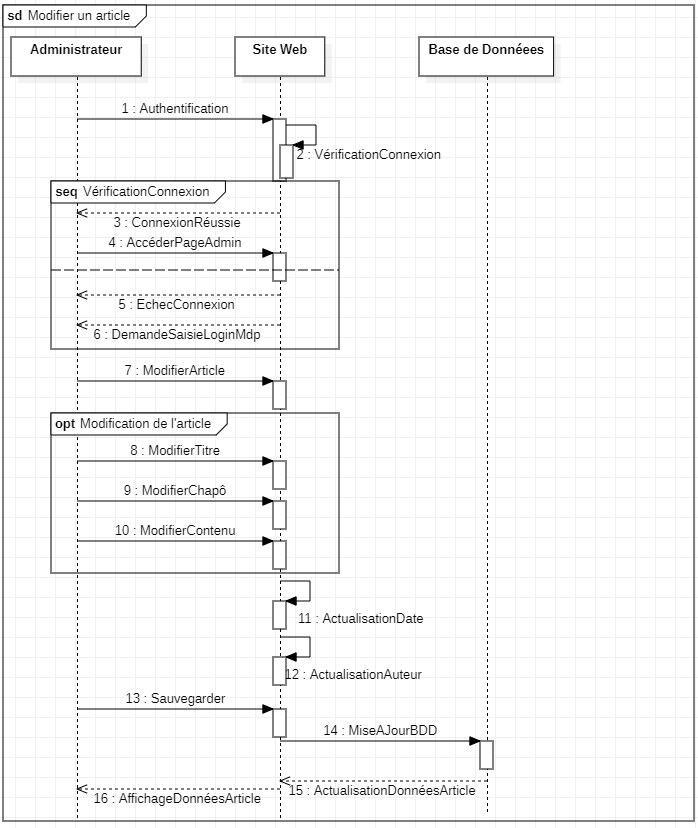 sd Modifier un article
Administrateur
Site Web
Base de Donnéees
1 : Authentification
2 : VérificationConnexion
seq VérificationConnexion
3 : ConnexionRéussie
4 : AccéderPageAdmin
5 : EchecConnexion
6 : DemandeSaisieLoginMdp
7 : ModifierArticle
opt Modification de l'article
8 : ModifierTitre
9 : ModifierChapô
10 : ModifierContenu
11 : ActualisationDate
12 : ActualisationAuteur
13 : Sauvegarder
14 : MiseAJourBDD
15 : ActualisationDonnéesArticle
16 : AffichageDonnéesArticle